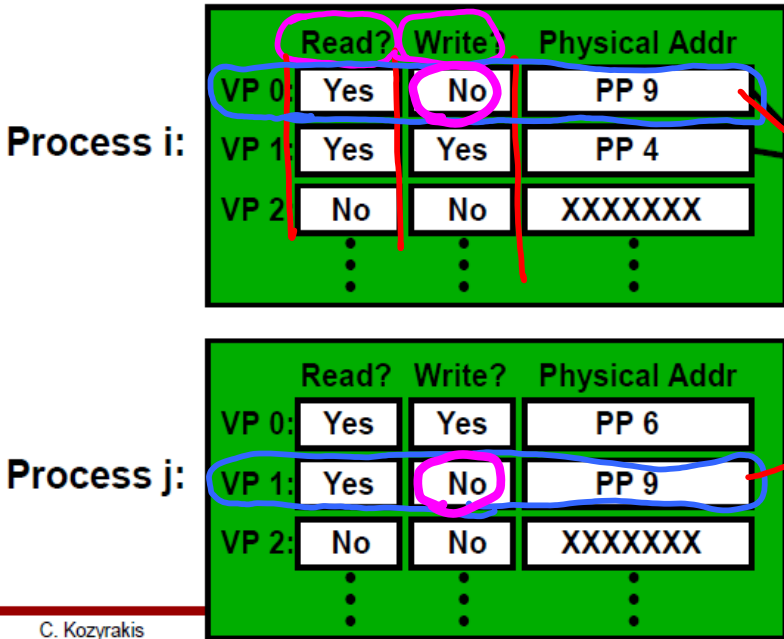 Read? Write? Physical Addr
VP 0: Yes No PP 9
Process i: VP 1: Yes Yes PP 4
VP 2 No No XXXXXXX
Read? Write? Physical Addr
VP 0: Yes Yes PP 6
Process j: VP 1: Yes No PP 9
VP 2: No No XXXXXXX
C. Kozyrakis